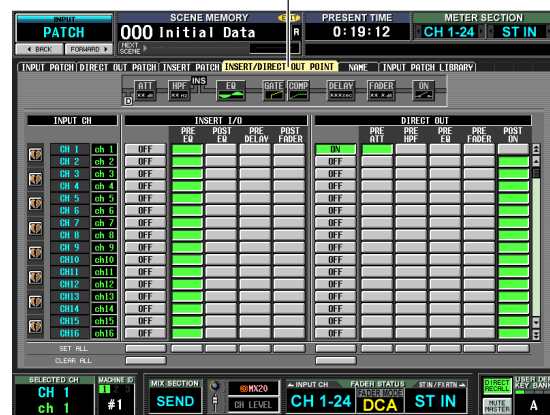 INPUT SCENE MEMORY EDIT PRESENT TIME METER SECTION
PATCH 000 Initial Data R 0:19:12 CH 1-24 ST IN
BACK FORWARD NEXT SCENE
INPUT PATCH DIRECT OUT PATCH INSERT PATCH INSERT/DIRECT OUT POINT NAME INPUT PATCH LIBRARY
INS
ATT HPF EQ GATE COMP DELAY FADER ON
D
INPUT CH INSERT I/O DIRECT OUT
PRE EQ POST EQ PRE DELAY POST FADER PRE ATT PRE HPF PRE EQ PRE FADER POST ON
CH 1 ch 1 OFF ON
CH 2 ch 2 OFF OFF
CH 3 ch 3 OFF OFF
CH 4 ch 4 OFF OFF
CH 5 ch 5 OFF OFF
CH 6 ch 6 OFF OFF
CH 7 ch 7 OFF OFF
CH 8 ch 8 OFF OFF
CH 9 ch 9 OFF OFF
CH10 ch10 OFF OFF
CH11 ch11 OFF OFF
CH12 ch12 OFF OFF
CH13 ch13 OFF OFF
CH14 ch14 OFF OFF
CH15 ch15 OFF OFF
CH16 ch16 OFF OFF
SET ALL
CLEAR ALL
SELECTED CH MACHINE ID MIX SECTION MX20 INPUT CH FADER STATUS ST IN/FX RTN DIRECT RECALL USER DEF KEY BANK
CH 1 1 2 3 SEND CH LEVEL CH 1-24 FADER MODE DCA ST IN MUTE MASTER A
ch 1 #1